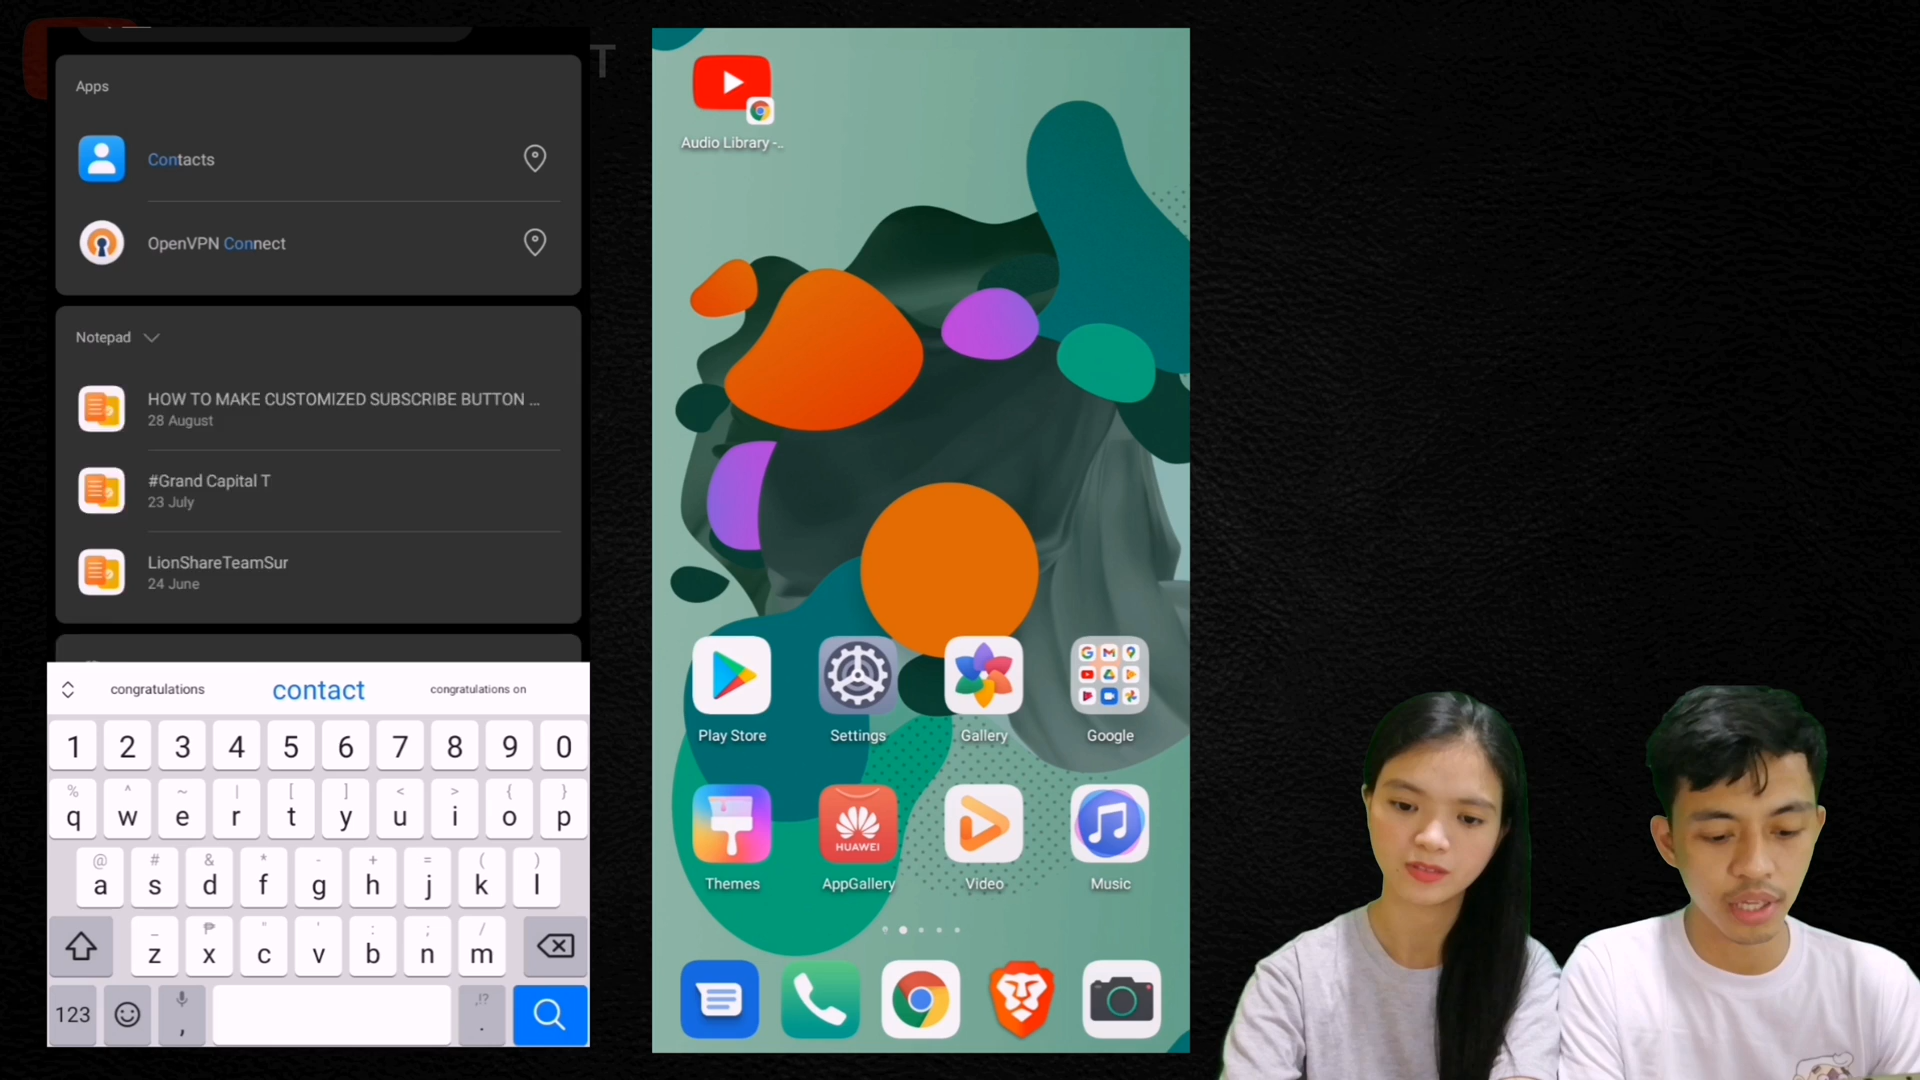 T
Apps
Contacts
OpenVPN Connect
Notepad
HOW TO MAKE CUSTOMIZED SUBSCRIBE BUTTON ...
28 August
#Grand Capital T
23 July
LionShareTeamSur
24 June
congratulations contact congratulations on
1 2 3 4 5 6 7 8 9 0
% ^ ~ | [ ] < > { }
q w e r t y u i o p
@ # & * - + = ( )
a s d f g h j k l
_ ₱ " ' : ; /
z x c v b n m
,!?
123 , .
Audio Library -..
Play Store Settings Gallery Google
HUAWEI
Themes AppGallery Video Music